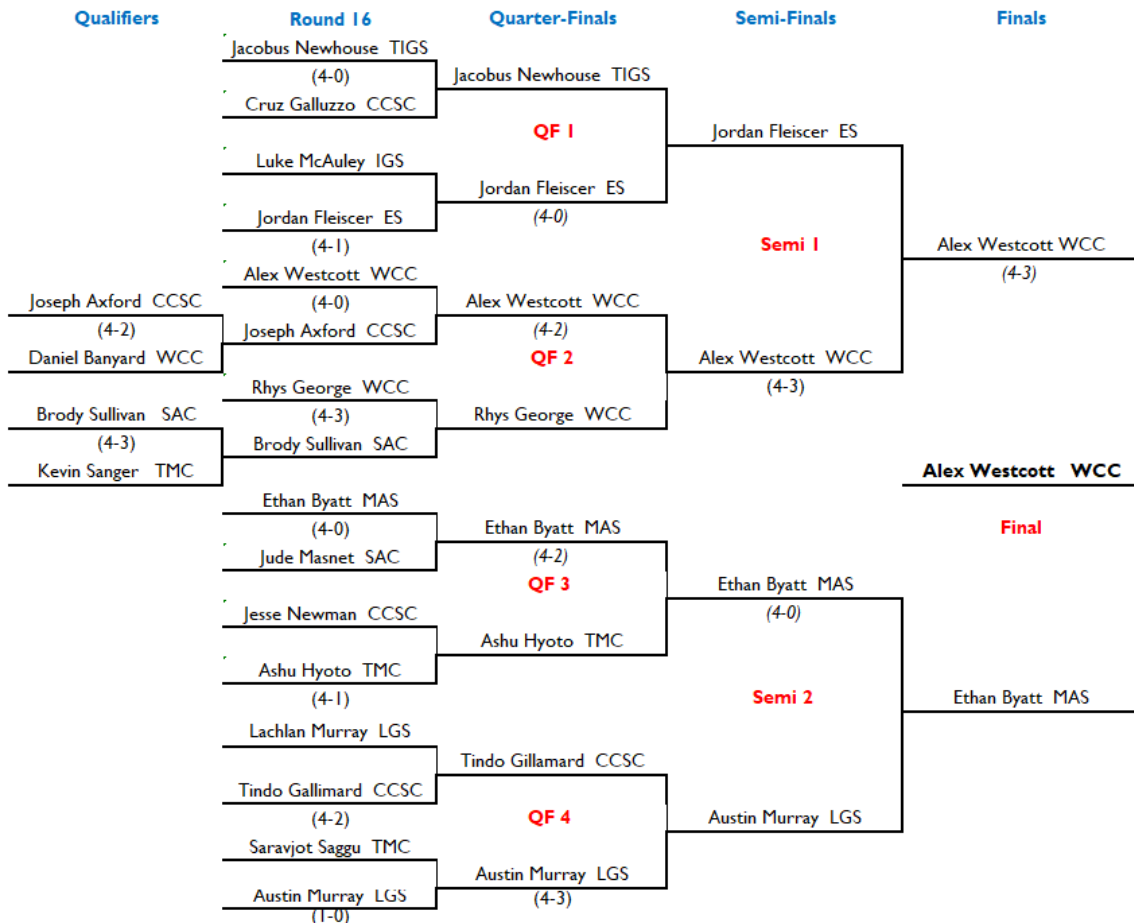 Qualifiers Round 16 Quarter-Finals Semi-Finals Finals
Jacobus Newhouse TIGS
(4-0)
Cruz Galluzzo CCSC
Jacobus Newhouse TIGS
QF 1
Jordan Fleiscer ES
Luke McAuley IGS
Jordan Fleiscer ES
(4-0)
Jordan Fleiscer ES
(4-1)
Semi 1
Alex Westcott WCC
(4-3)
Alex Westcott WCC
(4-0)
Joseph Axford CCSC
Joseph Axford CCSC
(4-2)
Daniel Banyard WCC
Alex Westcott WCC
(4-2)
QF 2
Alex Westcott WCC
(4-3)
Rhys George WCC
(4-3)
Brody Sullivan SAC
Rhys George WCC
Brody Sullivan SAC
(4-3)
Kevin Sanger TMC
Alex Westcott WCC
Final
Ethan Byatt MAS
(4-0)
Jude Masnet SAC
Ethan Byatt MAS
(4-2)
QF 3
Ethan Byatt MAS
(4-0)
Jesse Newman CCSC
Ashu Hyoto TMC
Ashu Hyoto TMC
(4-1)
Semi 2
Ethan Byatt MAS
Lachlan Murray LGS
Tindo Gillamard CCSC
Tindo Gallimard CCSC
(4-2)
QF 4
Austin Murray LGS
Saravjot Saggu TMC
Austin Murray LGS
(4-3)
Austin Murray LGS
(1-0)